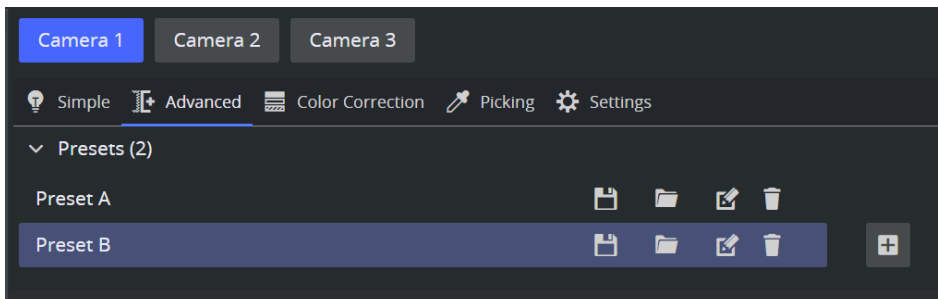 Camera 1 Camera 2 Camera 3
Simple Advanced Color Correction Picking Settings
Presets (2)
Preset A
Preset B